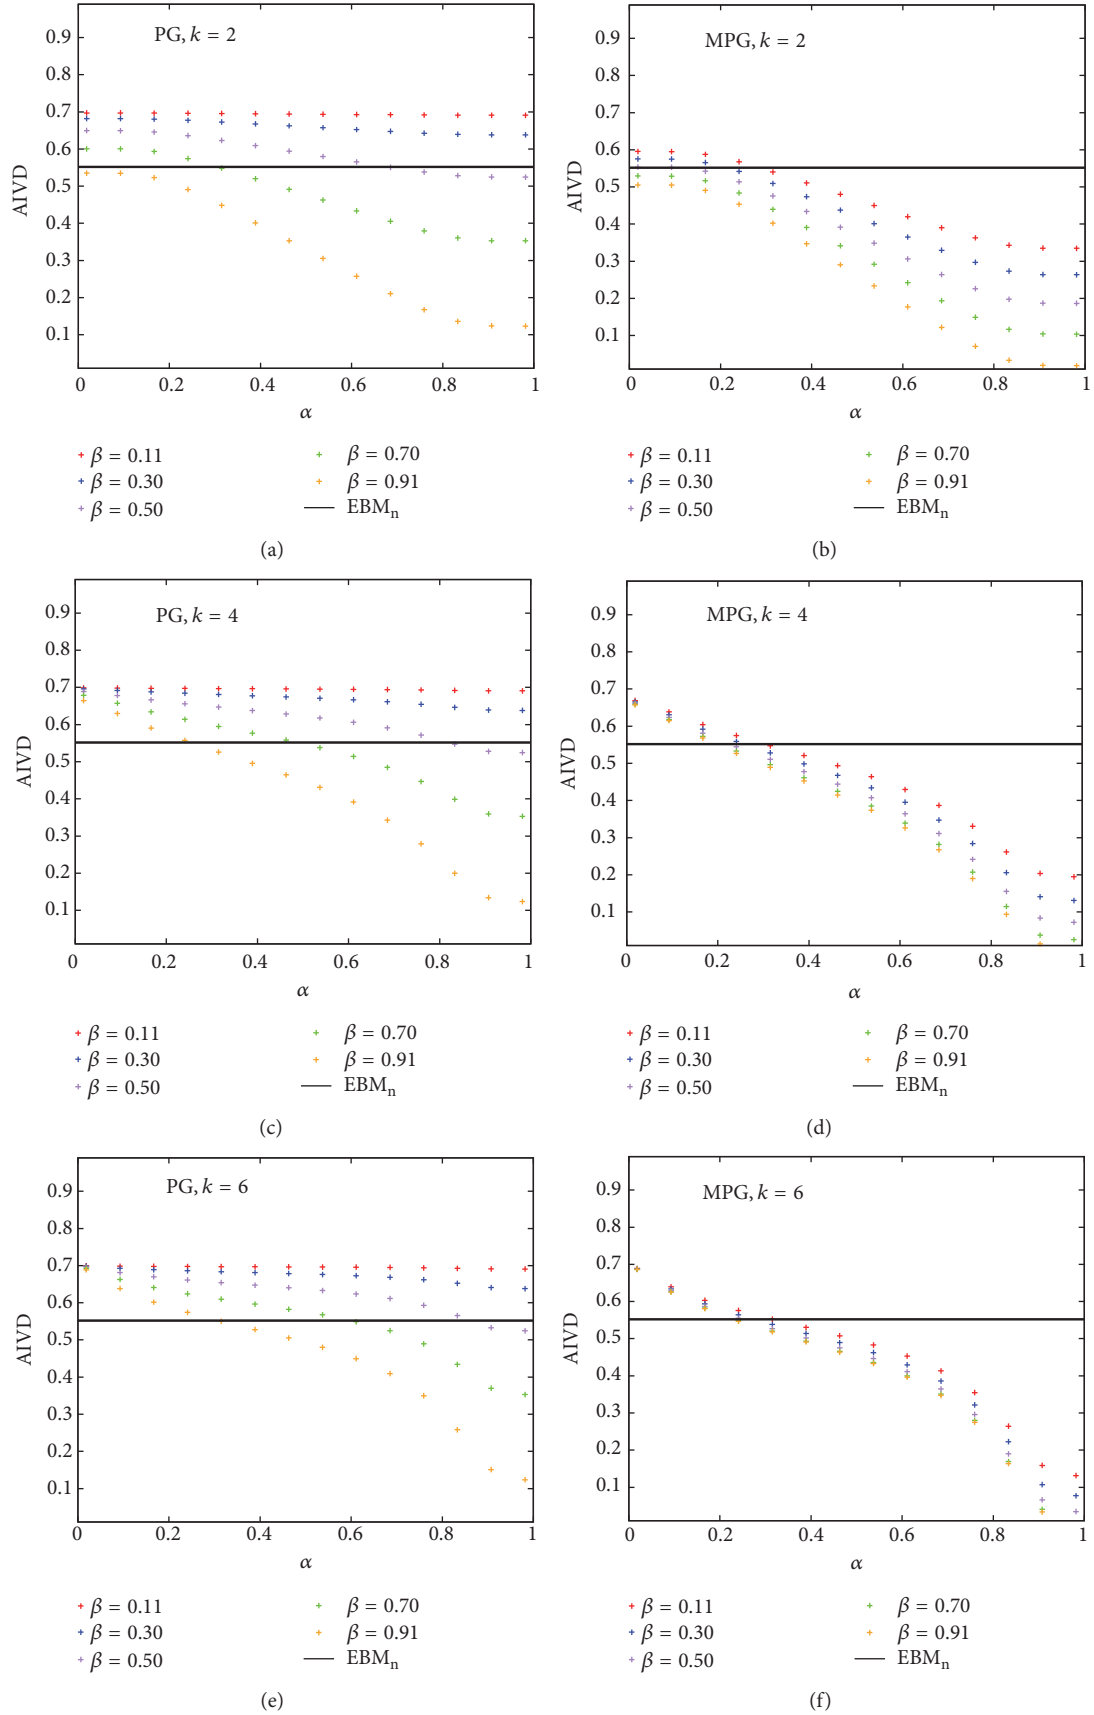 PG, k = 2
AIVD
0.9
0.8
0.7
0.6
0.5
0.4
0.3
0.2
0.1
0 0.2 0.4 0.6 0.8 1
α
β = 0.11
β = 0.30
β = 0.50
β = 0.70
β = 0.91
EBMn
(a)
MPG, k = 2
AIVD
0.9
0.8
0.7
0.6
0.5
0.4
0.3
0.2
0.1
0 0.2 0.4 0.6 0.8 1
α
β = 0.11
β = 0.30
β = 0.50
β = 0.70
β = 0.91
EBMn
(b)
PG, k = 4
AIVD
0.9
0.8
0.7
0.6
0.5
0.4
0.3
0.2
0.1
0 0.2 0.4 0.6 0.8 1
α
β = 0.11
β = 0.30
β = 0.50
β = 0.70
β = 0.91
EBMn
(c)
MPG, k = 4
AIVD
0.9
0.8
0.7
0.6
0.5
0.4
0.3
0.2
0.1
0 0.2 0.4 0.6 0.8 1
α
β = 0.11
β = 0.30
β = 0.50
β = 0.70
β = 0.91
EBMn
(d)
PG, k = 6
AIVD
0.9
0.8
0.7
0.6
0.5
0.4
0.3
0.2
0.1
0 0.2 0.4 0.6 0.8 1
α
β = 0.11
β = 0.30
β = 0.50
β = 0.70
β = 0.91
EBMn
(e)
MPG, k = 6
AIVD
0.9
0.8
0.7
0.6
0.5
0.4
0.3
0.2
0.1
0 0.2 0.4 0.6 0.8 1
α
β = 0.11
β = 0.30
β = 0.50
β = 0.70
β = 0.91
EBMn
(f)